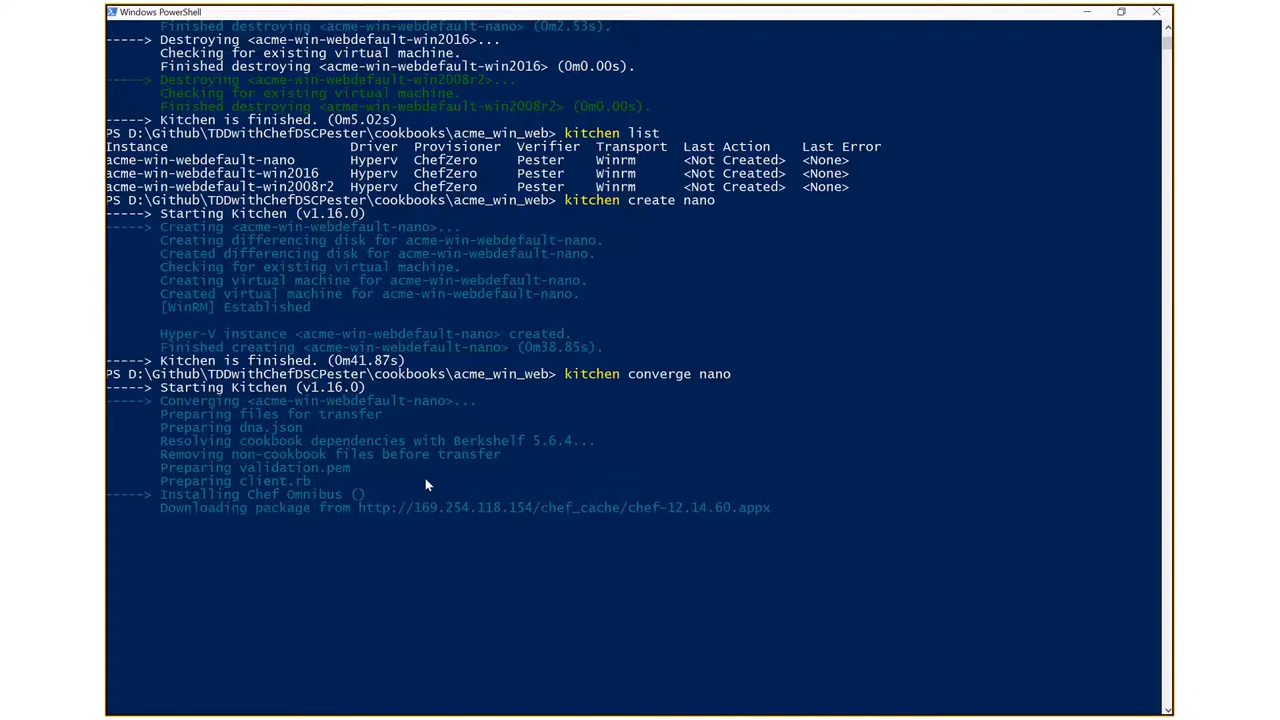 Windows PowerShell
Finished destroying <acme-win-webdefault-nano> (0m2.53s).
-----> Destroying <acme-win-webdefault-win2016>...
Checking for existing virtual machine.
Finished destroying <acme-win-webdefault-win2016> (0m0.00s).
-----> Destroying <acme-win-webdefault-win2008r2>...
Checking for existing virtual machine.
Finished destroying <acme-win-webdefault-win2008r2> (0m0.00s).
-----> Kitchen is finished. (0m5.02s)
PS D:\Github\TDDwithChefDSCPester\cookbooks\acme_win_web> kitchen list
Instance Driver Provisioner Verifier Transport Last Action Last Error
acme-win-webdefault-nano Hyperv ChefZero Pester Winrm <Not Created> <None>
acme-win-webdefault-win2016 Hyperv ChefZero Pester Winrm <Not Created> <None>
acme-win-webdefault-win2008r2 Hyperv ChefZero Pester Winrm <Not Created> <None>
PS D:\Github\TDDwithChefDSCPester\cookbooks\acme_win_web> kitchen create nano
-----> Starting Kitchen (v1.16.0)
-----> Creating <acme-win-webdefault-nano>...
Creating differencing disk for acme-win-webdefault-nano.
Created differencing disk for acme-win-webdefault-nano.
Checking for existing virtual machine.
Creating virtual machine for acme-win-webdefault-nano.
Created virtual machine for acme-win-webdefault-nano.
[WinRM] Established
Hyper-V instance <acme-win-webdefault-nano> created.
Finished creating <acme-win-webdefault-nano> (0m38.85s).
-----> Kitchen is finished. (0m41.87s)
PS D:\Github\TDDwithChefDSCPester\cookbooks\acme_win_web> kitchen converge nano
-----> Starting Kitchen (v1.16.0)
-----> Converging <acme-win-webdefault-nano>...
Preparing files for transfer
Preparing dna.json
Resolving cookbook dependencies with Berkshelf 5.6.4...
Removing non-cookbook files before transfer
Preparing validation.pem
Preparing client.rb
-----> Installing Chef Omnibus ()
Downloading package from http://169.254.118.154/chef_cache/chef-12.14.60.appx